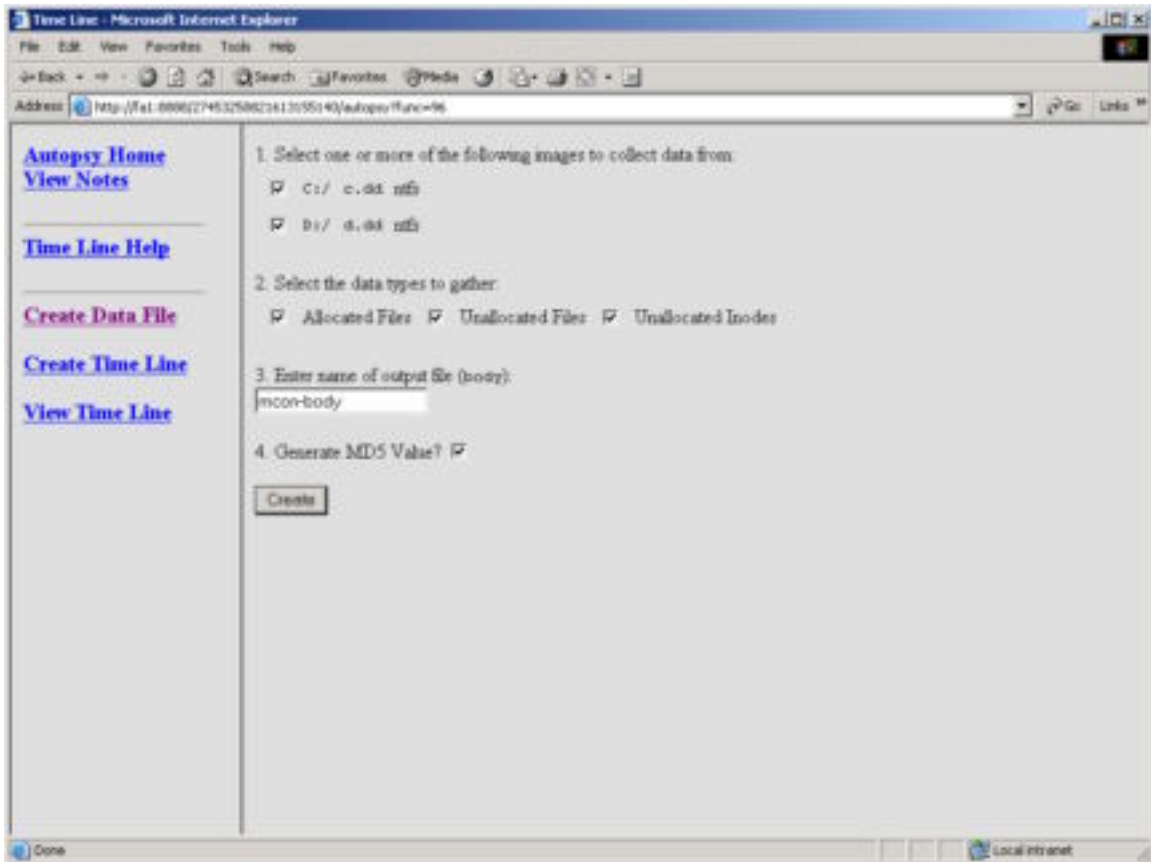 Time Line - Microsoft Internet Explorer
File Edit View Favorites Tools Help
Back Search Favorites Media
Address Go Links »
Autopsy Home
View Notes
Time Line Help
Create Data File
Create Time Line
View Time Line
1. Select one or more of the following images to collect data from:
C:/ c.dd ntfs
D:/ d.dd ntfs
2. Select the data types to gather:
Allocated Files Unallocated Files Unallocated Inodes
3. Enter name of output file (body):
mcon-body
4. Generate MD5 Value?
Create
Done Local intranet